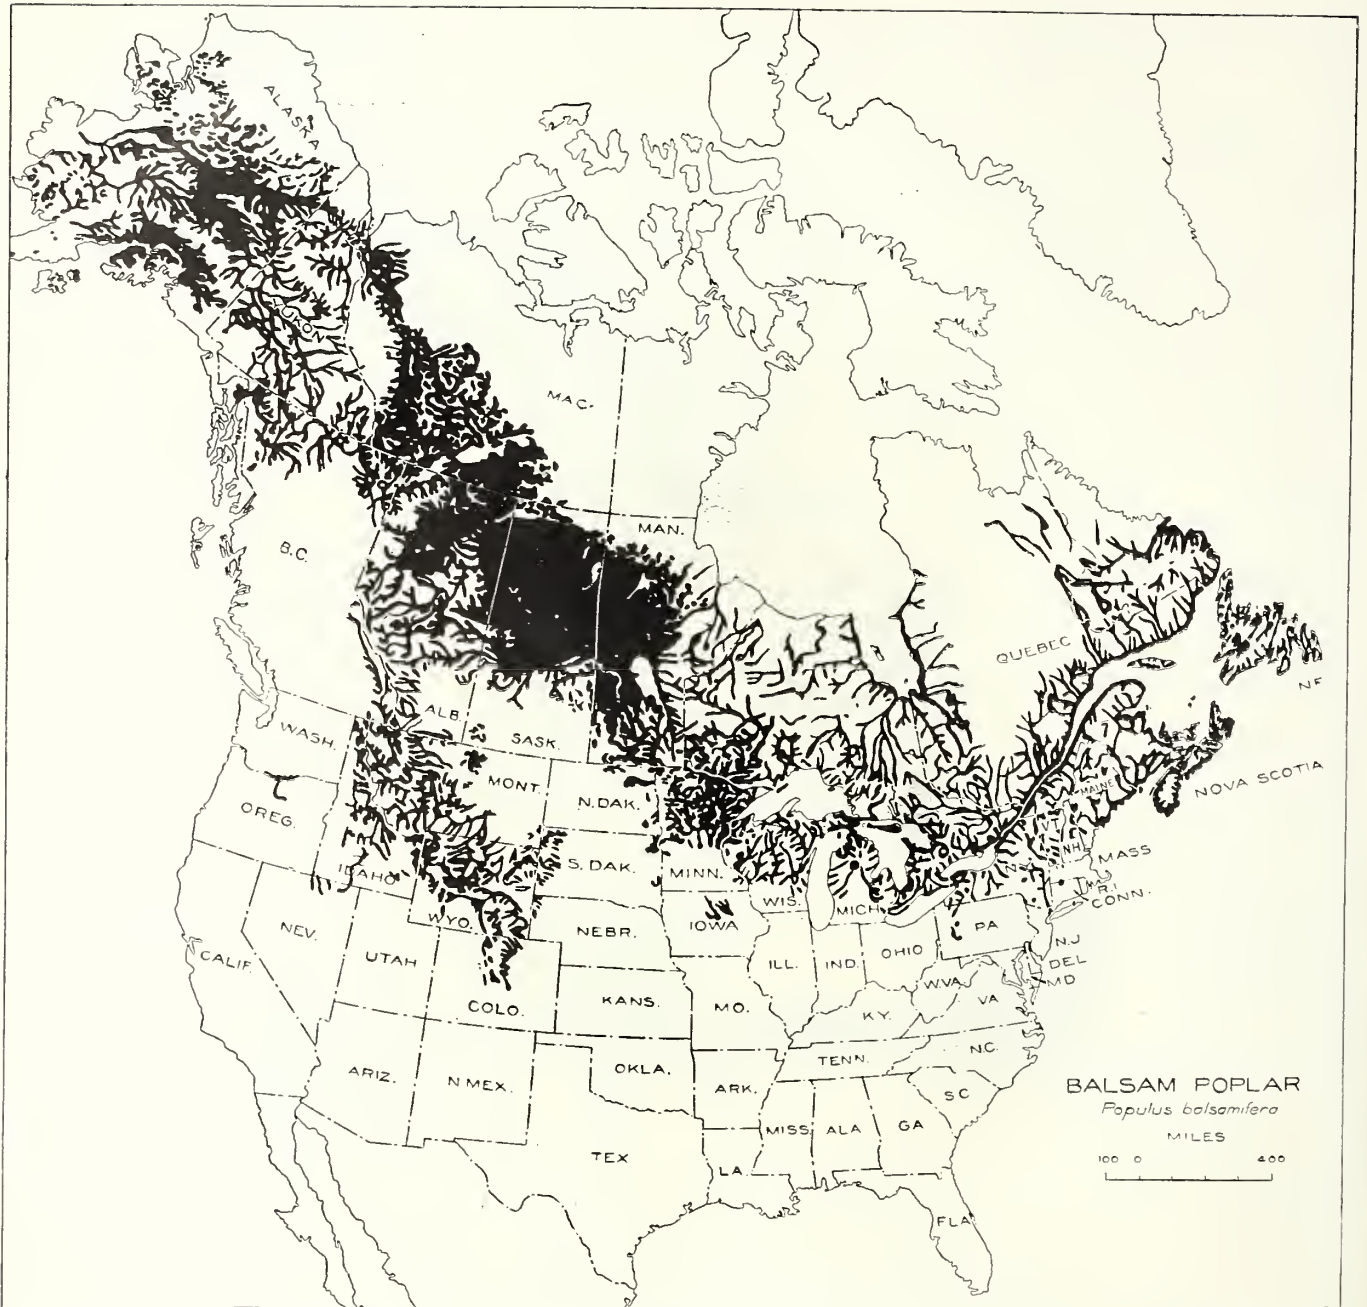 ALASKA
YUKON
MAC.
MAN.
B.C.
QUEBEC
NF
ALB.
SASK.
WASH.
MONT.
N.DAK.
MAINE
NOVA SCOTIA
OREG.
IDAHO
S. DAK.
MINN.
NH
MASS
R.I
CONN.
WYO.
NEBR.
IOWA
WIS.
MICH
PA
NEV.
UTAH
CALIF.
COLO.
KANS.
ILL.
IND.
OHIO
W.VA
VA
N.J
DEL
MD
MO.
KY.
ARIZ.
N MEX.
OKLA.
ARK.
TENN.
N.C.
S C
TEX
LA.
MISS
ALA
GA
FLA
BALSAM POPLAR
Populus balsamifera
MILES
100 0 400